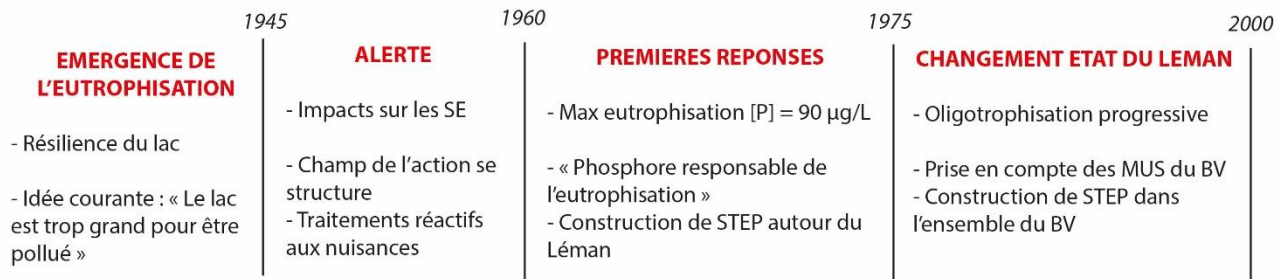 1945
1960
1975
2000
EMERGENCE DE
L’EUTROPHISATION
- Résilience du lac
- Idée courante : « Le lac
est trop grand pour être
pollué »
ALERTE
- Impacts sur les SE
- Champ de l’action se
structure
- Traitements réactifs
aux nuisances
PREMIERES REPONSES
- Max eutrophisation [P] = 90 µg/L
- « Phosphore responsable de
l’eutrophisation »
- Construction de STEP autour du
Léman
CHANGEMENT ETAT DU LEMAN
- Oligotrophisation progressive
- Prise en compte des MUS du BV
- Construction de STEP dans
l’ensemble du BV